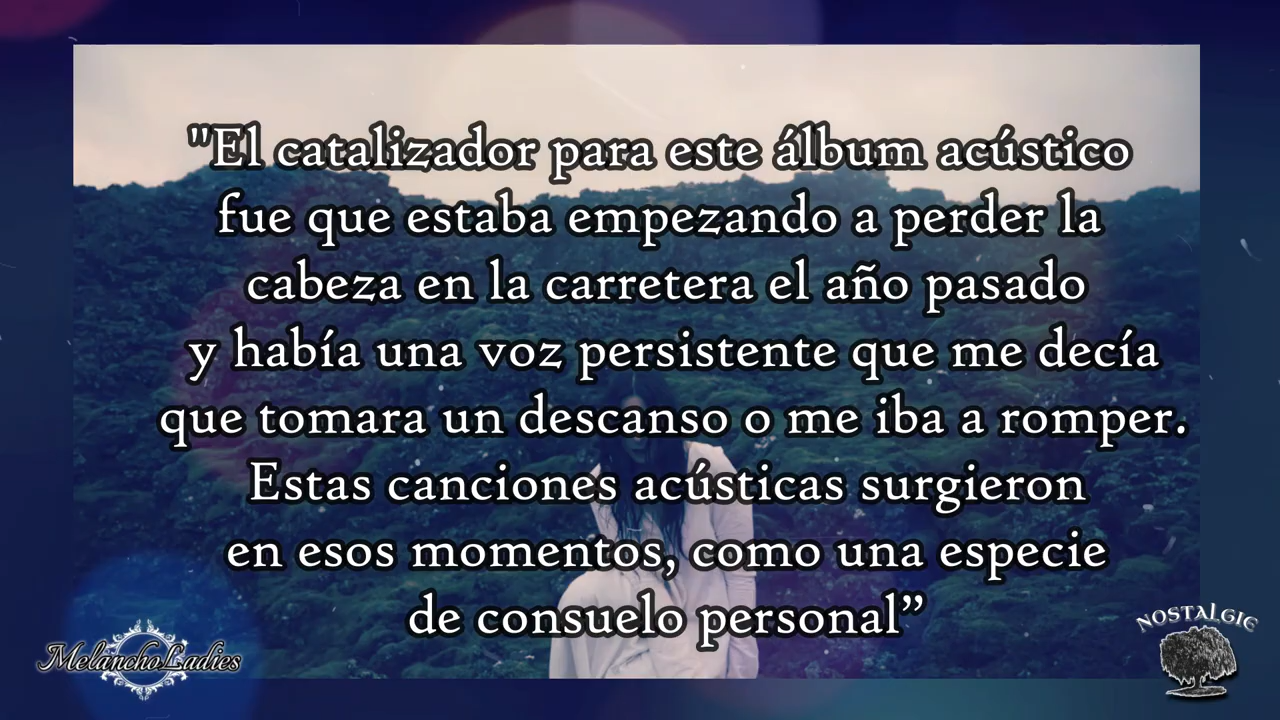 "El catalizador para este álbum acústico
fue que estaba empezando a perder la
cabeza en la carretera el año pasado
y había una voz persistente que me decía
que tomara un descanso o me iba a romper.
Estas canciones acústicas surgieron
en esos momentos, como una especie
de consuelo personal”
MelanchoLadies
NOSTALGIE